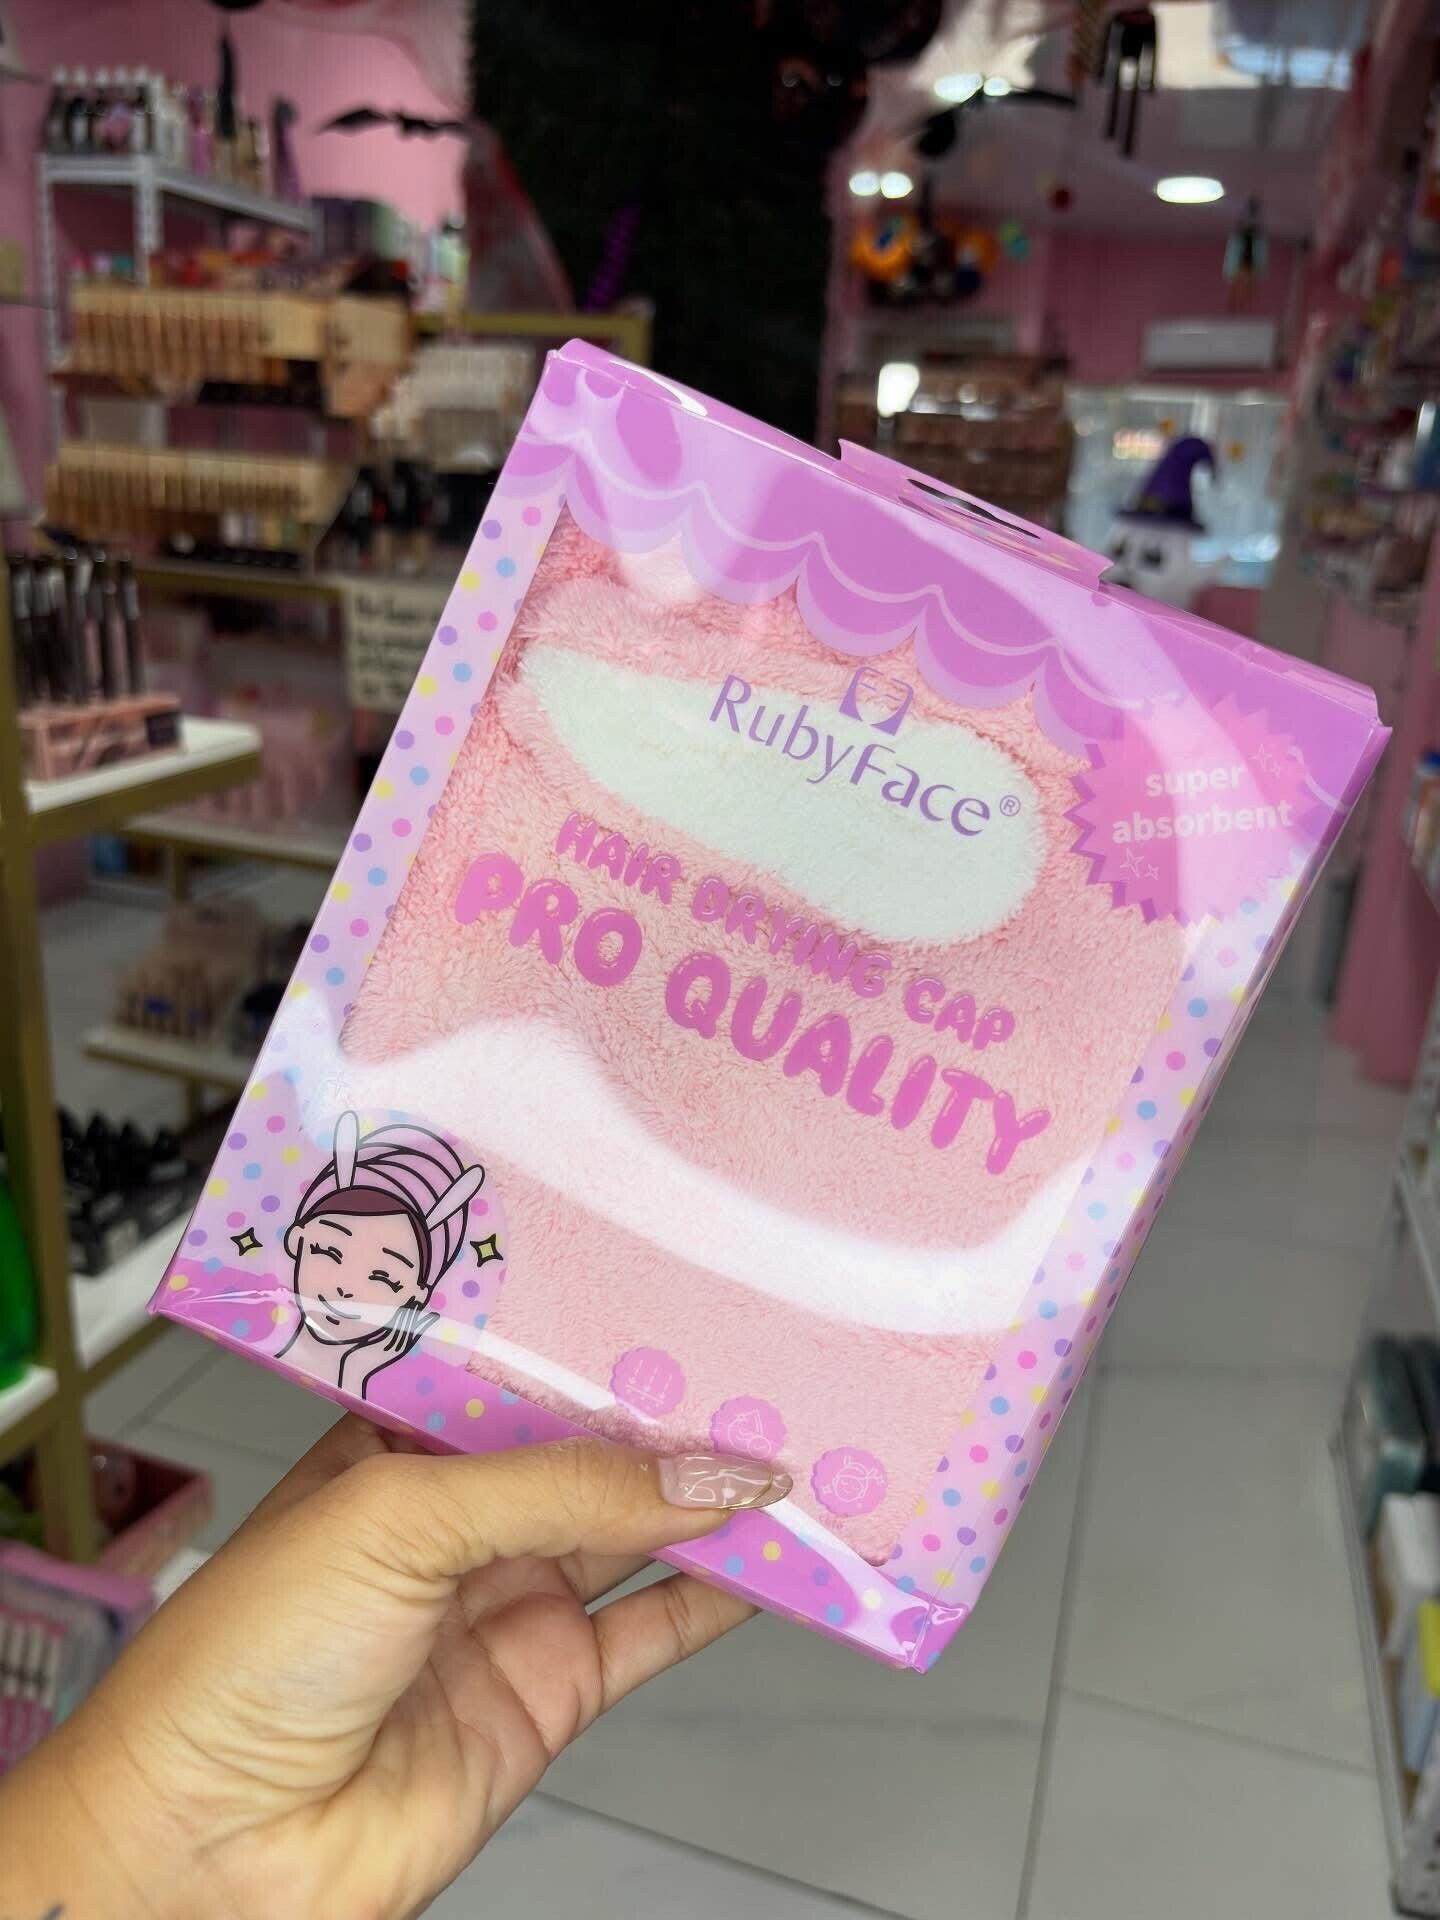 RubyFace®
super
absorbent
HAIR DRYING CAP
PRO QUALITY